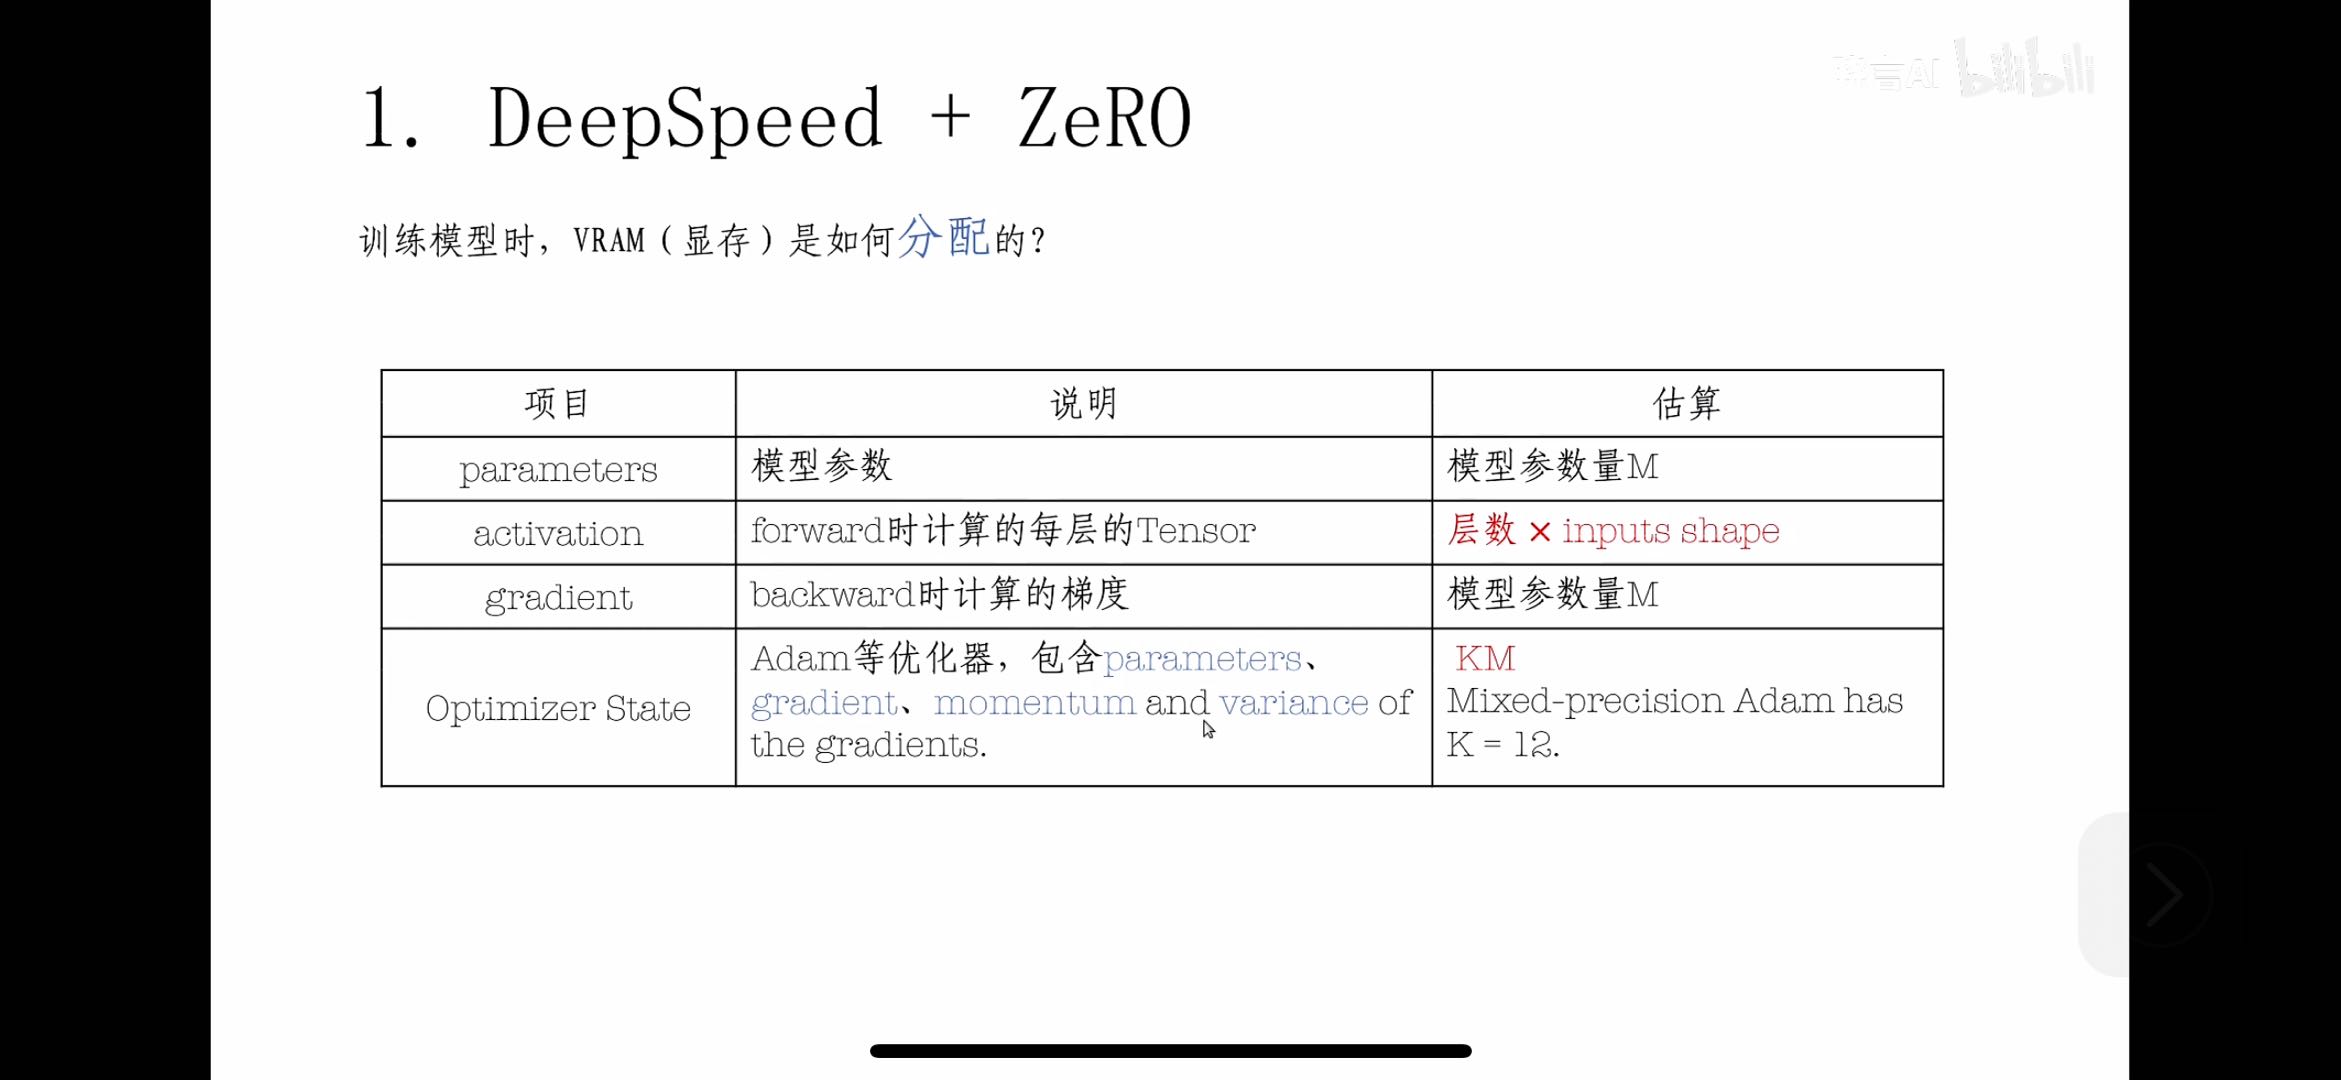 bilibili
1. DeepSpeed + ZeRO
训练模型时，VRAM（显存）是如何分配的？
项目 说明 估算
parameters 模型参数 模型参数量M
activation forward时计算的每层的Tensor 层数 × inputs shape
gradient backward时计算的梯度 模型参数量M
Optimizer State
Adam等优化器，包含parameters、
gradient、momentum and variance of
the gradients.
KM
Mixed-precision Adam has
K = 12.